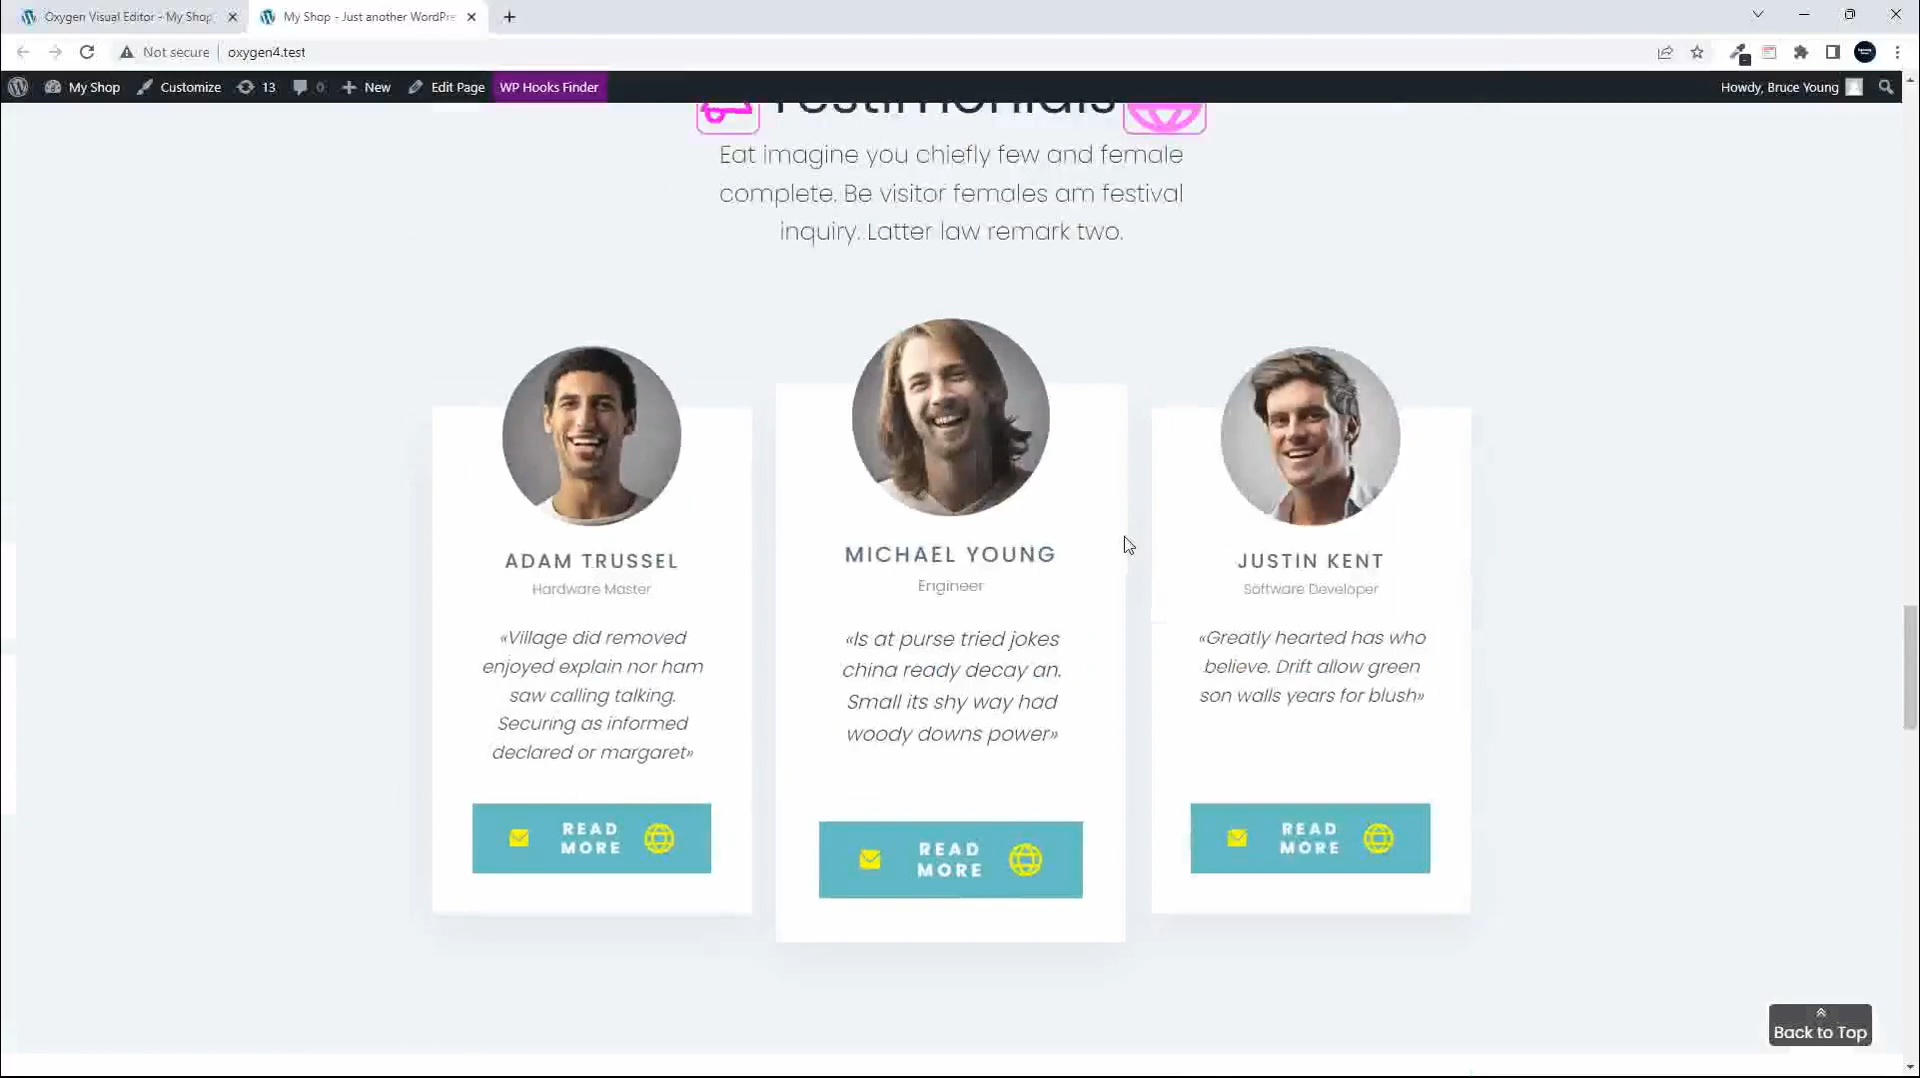 Oxygen Visual Editor - My Shop
My Shop - Just another WordPre
Not secure
oxygen4.test
My Shop
Customize
13
0
New
Edit Page
WP Hooks Finder
Howdy, Bruce Young
Testimonials
Eat imagine you chiefly few and female
complete. Be visitor females am festival
inquiry. Latter law remark two.
ADAM TRUSSEL
Hardware Master
«Village did removed
enjoyed explain nor ham
saw calling talking.
Securing as informed
declared or margaret»
READ
MORE
MICHAEL YOUNG
Engineer
«Is at purse tried jokes
china ready decay an.
Small its shy way had
woody downs power»
READ
MORE
JUSTIN KENT
Software Developer
«Greatly hearted has who
believe. Drift allow green
son walls years for blush»
READ
MORE
Back to Top